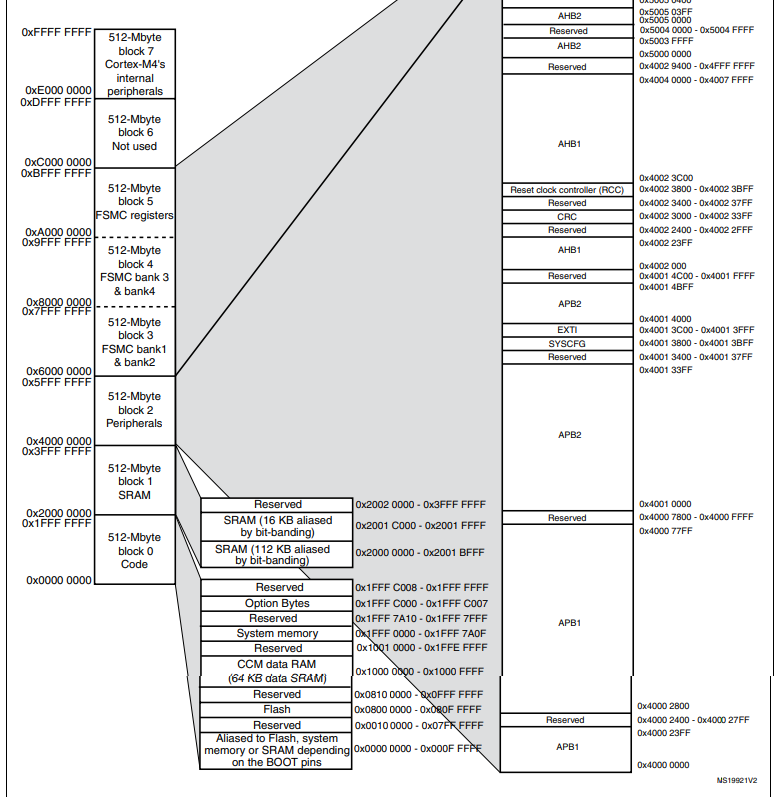 0xFFFF FFFF
512-Mbyte
block 7
Cortex-M4's
internal
peripherals
0xE000 0000
0xDFFF FFFF
512-Mbyte
block 6
Not used
0xC000 0000
0xBFFF FFFF
512-Mbyte
block 5
FSMC registers
0xA000 0000
0x9FFF FFFF
512-Mbyte
block 4
FSMC bank 3
& bank4
0x8000 0000
0x7FFF FFFF
512-Mbyte
block 3
FSMC bank1
& bank2
0x6000 0000
0x5FFF FFFF
512-Mbyte
block 2
Peripherals
0x4000 0000
0x3FFF FFFF
512-Mbyte
block 1
SRAM
0x2000 0000
0x1FFF FFFF
512-Mbyte
block 0
Code
0x0000 0000
Reserved 0x2002 0000 - 0x3FFF FFFF
SRAM (16 KB aliased
by bit-banding) 0x2001 C000 - 0x2001 FFFF
SRAM (112 KB aliased
by bit-banding) 0x2000 0000 - 0x2001 BFFF
Reserved 0x1FFF C008 - 0x1FFF FFFF
Option Bytes 0x1FFF C000 - 0x1FFF C007
Reserved 0x1FFF 7A10 - 0x1FFF 7FFF
System memory 0x1FFF 0000 - 0x1FFF 7A0F
Reserved 0x1001 0000 - 0x1FFE FFFF
CCM data RAM
(64 KB data SRAM) 0x1000 0000 - 0x1000 FFFF
Reserved 0x0810 0000 - 0x0FFF FFFF
Flash 0x0800 0000 - 0x080F FFFF
Reserved 0x0010 0000 - 0x07FF FFFF
Aliased to Flash, system
memory or SRAM depending
on the BOOT pins 0x0000 0000 - 0x000F FFFF
0x5005 0400
0x5005 03FF
AHB2
0x5005 0000
Reserved 0x5004 0000 - 0x5004 FFFF
0x5003 FFFF
AHB2
0x5000 0000
Reserved 0x4002 9400 - 0x4FFF FFFF
0x4004 0000 - 0x4007 FFFF
AHB1
0x4002 3C00
Reset clock controller (RCC) 0x4002 3800 - 0x4002 3BFF
Reserved 0x4002 3400 - 0x4002 37FF
CRC 0x4002 3000 - 0x4002 33FF
Reserved 0x4002 2400 - 0x4002 2FFF
0x4002 23FF
AHB1
0x4002 000
Reserved 0x4001 4C00 - 0x4001 FFFF
0x4001 4BFF
APB2
0x4001 4000
EXTI 0x4001 3C00 - 0x4001 3FFF
SYSCFG 0x4001 3800 - 0x4001 3BFF
Reserved 0x4001 3400 - 0x4001 37FF
0x4001 33FF
APB2
0x4001 0000
Reserved 0x4000 7800 - 0x4000 FFFF
0x4000 77FF
APB1
0x4000 2800
Reserved 0x4000 2400 - 0x4000 27FF
0x4000 23FF
APB1
0x4000 0000
MS19921V2